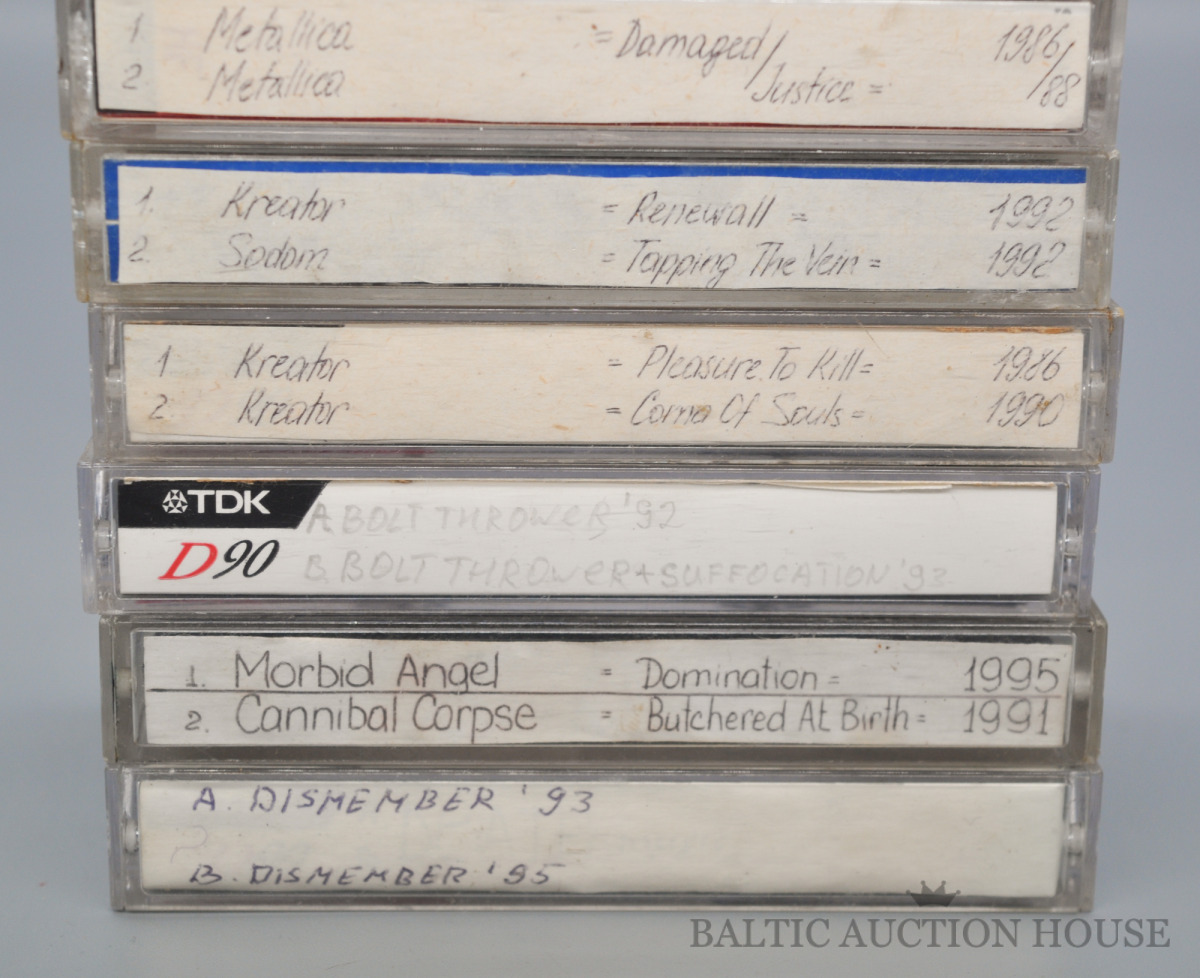 1. Metallica = Damaged/ 1986/
2. Metallica Justice = /88
1. Kreator = Renewall = 1992
2. Sodom = Tapping The Vein = 1992
1 Kreator = Pleasure To Kill = 1986
2 Kreator = Coma Of Souls = 1990
TDK
D90
A BOLT THROWER '92
B. BOLT THROWER + SUFFOCATION '93
1. Morbid Angel = Domination = 1995
2. Cannibal Corpse = Butchered At Birth = 1991
A. DISMEMBER '93
B. DISMEMBER '95
BALTIC AUCTION HOUSE